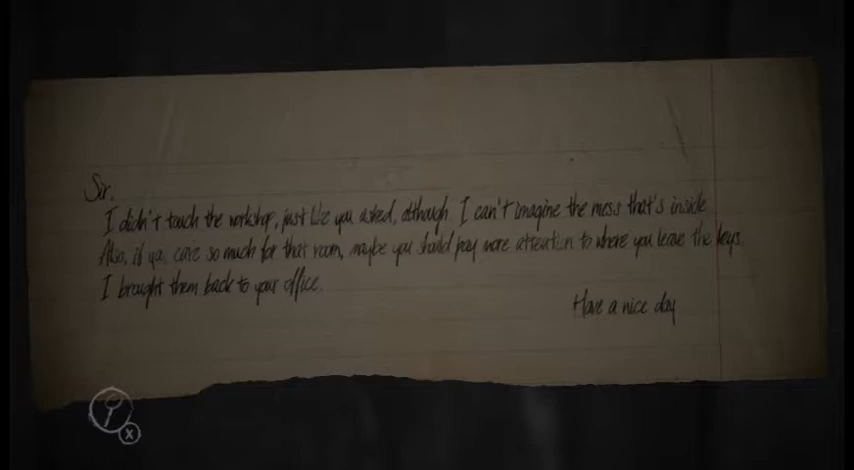 Sir,
I didn't touch the workshop, just like you asked, although I can't imagine the mess that's inside
Also, if ya, care so much for that room, maybe you should pay more attention to where you leave the keys.
I brought them back to your office.
Have a nice day
X